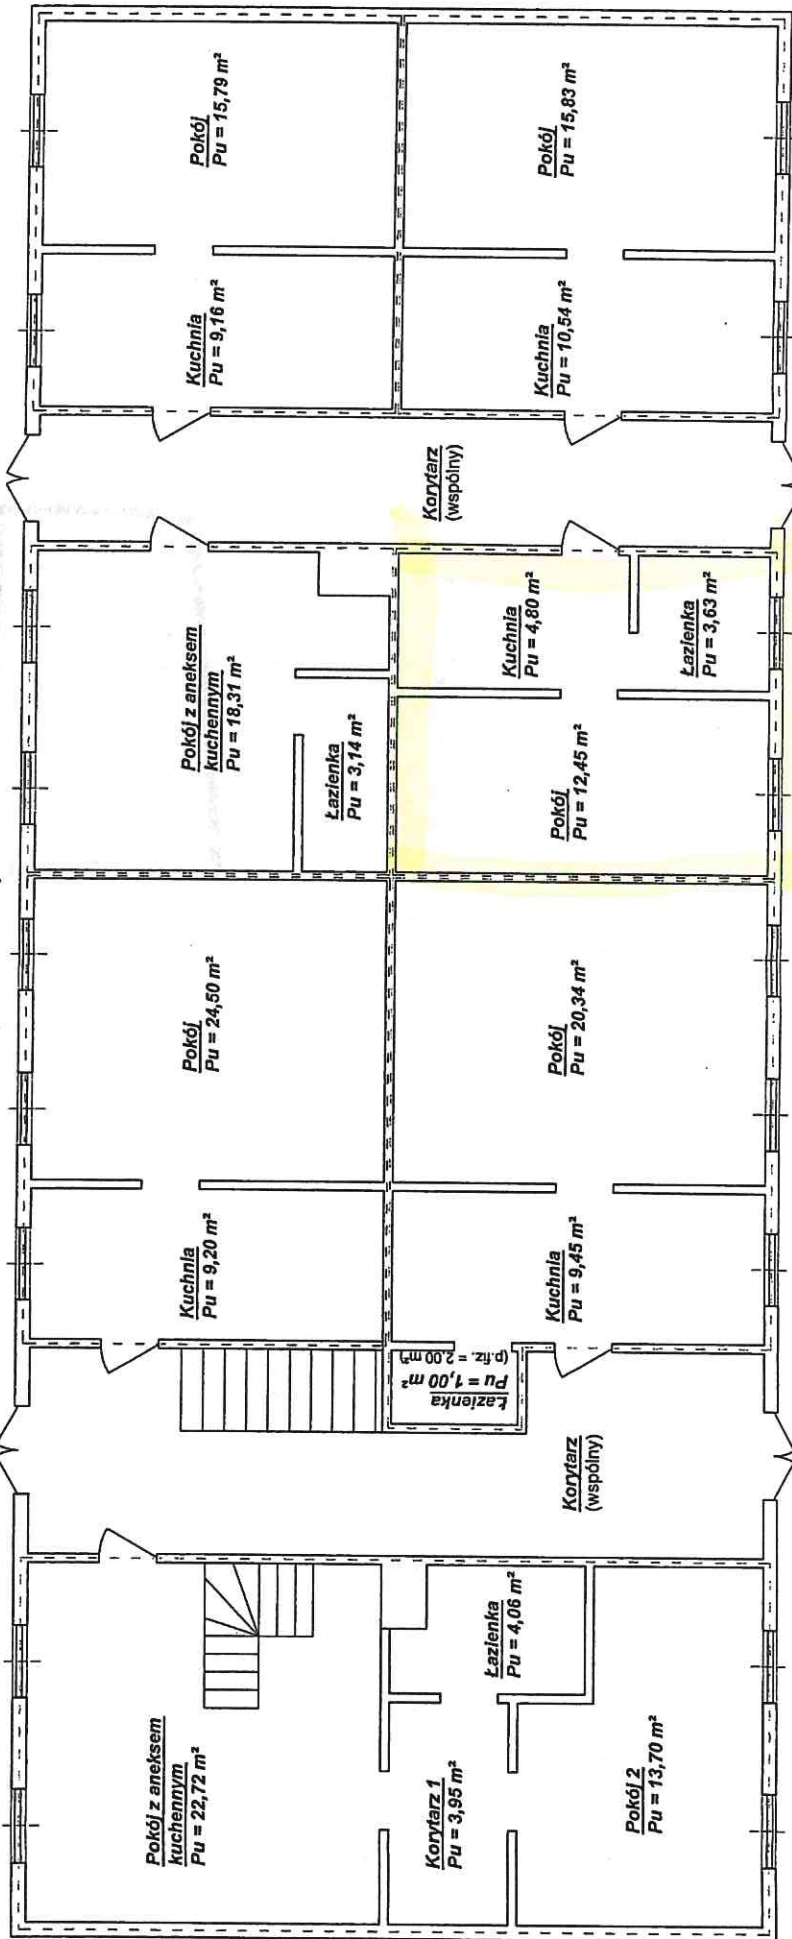 Pokój
Pu = 15,79 m²
Pokój
Pu = 15,83 m²
Kuchnia
Pu = 9,16 m²
Kuchnia
Pu = 10,54 m²
Korytarz
(wspólny)
Pokój z aneksem
kuchennym
Pu = 18,31 m²
Łazienka
Pu = 3,14 m²
Kuchnia
Pu = 4,80 m²
Łazienka
Pu = 3,63 m²
Pokój
Pu = 12,45 m²
Pokój
Pu = 24,50 m²
Pokój
Pu = 20,34 m²
Kuchnia
Pu = 9,20 m²
Kuchnia
Pu = 9,45 m²
Łazienka
Pu = 1,00 m²
(p.fiz. = 2,00 m²)
Korytarz
(wspólny)
Pokój z aneksem
kuchennym
Pu = 22,72 m²
Korytarz 1
Pu = 3,95 m²
Łazienka
Pu = 4,06 m²
Pokój 2
Pu = 13,70 m²